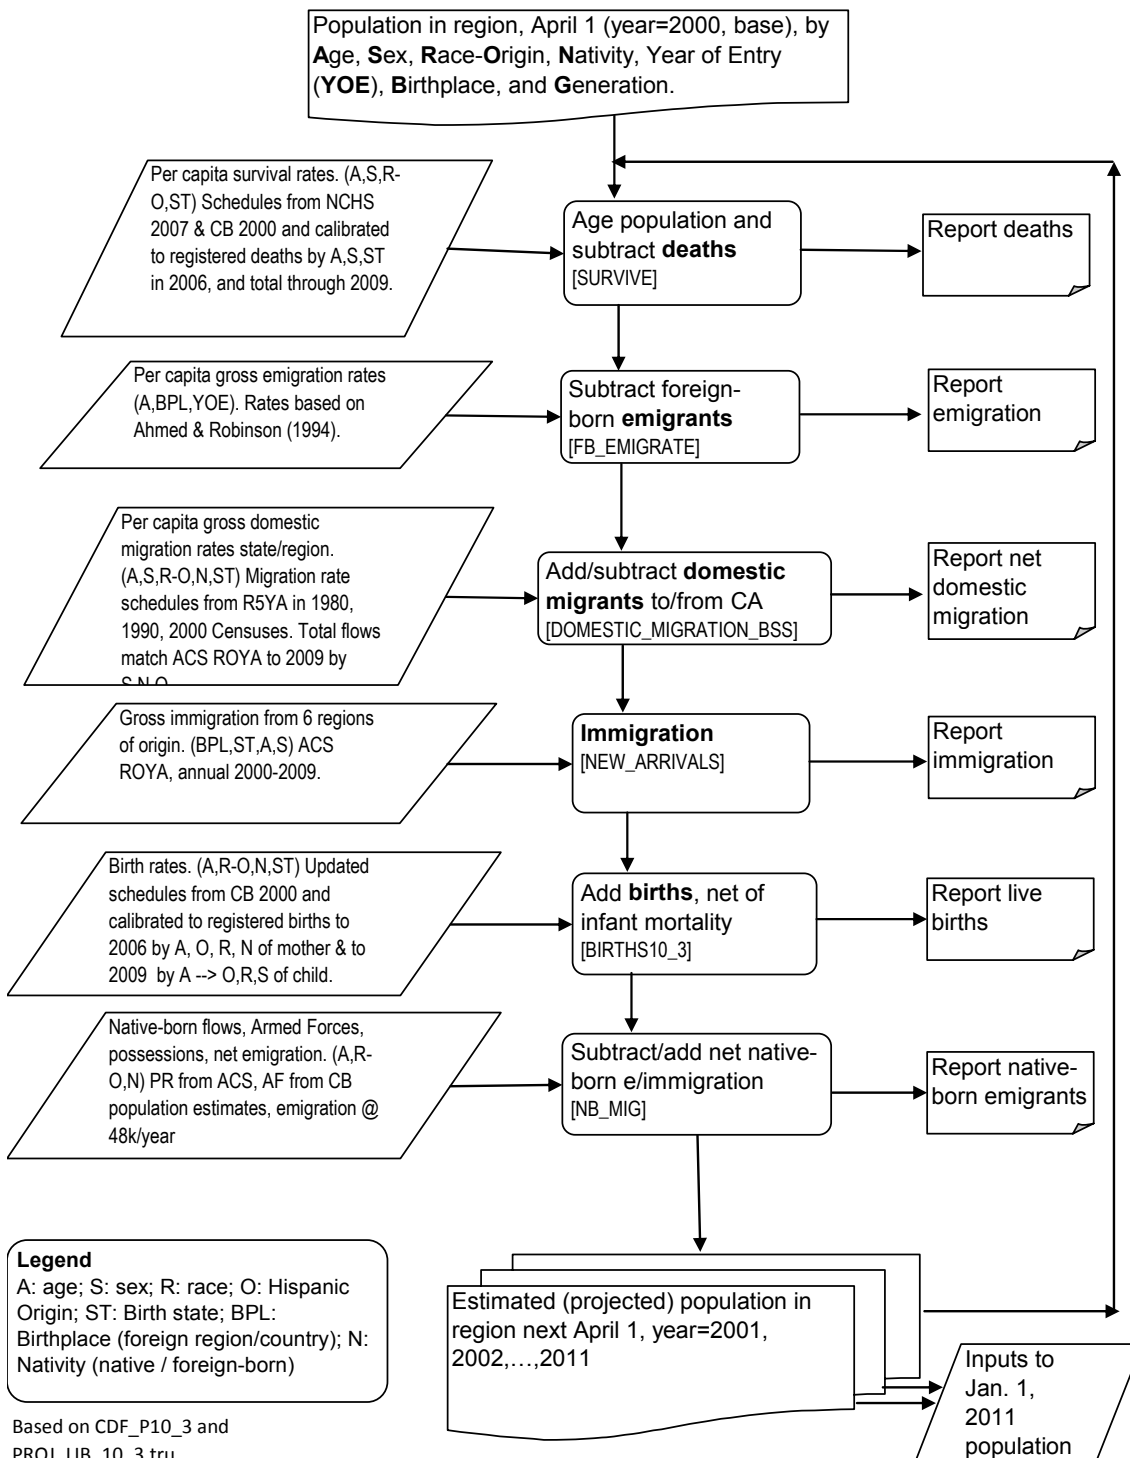 Population in region, April 1 (year=2000, base), by
Age, Sex, Race-Origin, Nativity, Year of Entry
(YOE), Birthplace, and Generation.
Per capita survival rates. (A,S,R-
O,ST) Schedules from NCHS
2007 & CB 2000 and calibrated
to registered deaths by A,S,ST
in 2006, and total through 2009.
Age population and
subtract deaths
[SURVIVE]
Report deaths
Per capita gross emigration rates
(A,BPL,YOE). Rates based on
Ahmed & Robinson (1994).
Subtract foreign-
born emigrants
[FB_EMIGRATE]
Report
emigration
Per capita gross domestic
migration rates state/region.
(A,S,R-O,N,ST) Migration rate
schedules from R5YA in 1980,
1990, 2000 Censuses. Total flows
match ACS ROYA to 2009 by
S,N,O
Add/subtract domestic
migrants to/from CA
[DOMESTIC_MIGRATION_BSS]
Report net
domestic
migration
Gross immigration from 6 regions
of origin. (BPL,ST,A,S) ACS
ROYA, annual 2000-2009.
Immigration
[NEW_ARRIVALS]
Report
immigration
Birth rates. (A,R-O,N,ST) Updated
schedules from CB 2000 and
calibrated to registered births to
2006 by A, O, R, N of mother & to
2009 by A --> O,R,S of child.
Add births, net of
infant mortality
[BIRTHS10_3]
Report live
births
Native-born flows, Armed Forces,
possessions, net emigration. (A,R-
O,N) PR from ACS, AF from CB
population estimates, emigration @
48k/year
Subtract/add net native-
born e/immigration
[NB_MIG]
Report native-
born emigrants
Legend
A: age; S: sex; R: race; O: Hispanic
Origin; ST: Birth state; BPL:
Birthplace (foreign region/country); N:
Nativity (native / foreign-born)
Estimated (projected) population in
region next April 1, year=2001,
2002,…,2011
Inputs to
Jan. 1,
2011
population
Based on CDF_P10_3 and
PROJ_LIB_10_3.tru